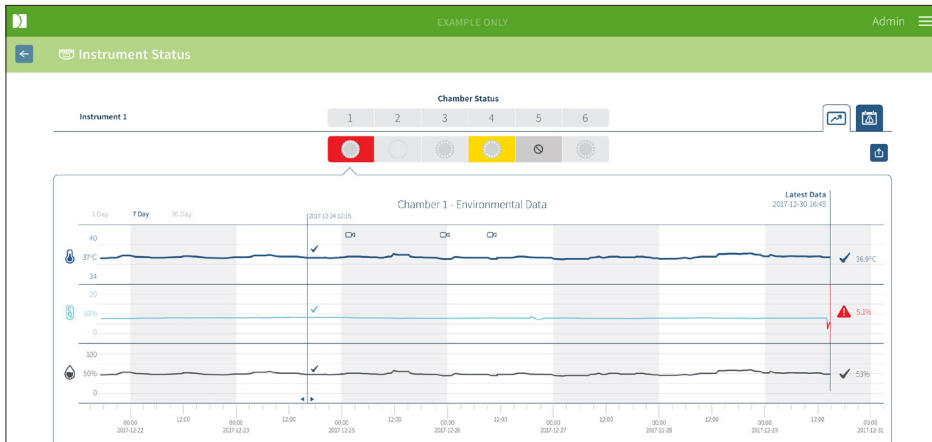 EXAMPLE ONLY
Admin
Instrument Status
Chamber Status
Instrument 1
1 2 3 4 5 6
Latest Data
2017-12-30 16:45
Chamber 1 - Environmental Data
1 Day 7 Day 30 Day
2017-12-24 12:15
40
37°C
36.9°C
34
20
10%
5.1%
0
100
50%
53%
0
00:00 12:00 00:00 12:00 00:00 12:00 00:00 12:00 00:00 12:00 00:00 12:00 00:00 12:00 00:00
2017-12-22 2017-12-23 2017-12-25 2017-12-26 2017-12-27 2017-12-28 2017-12-29 2017-12-31